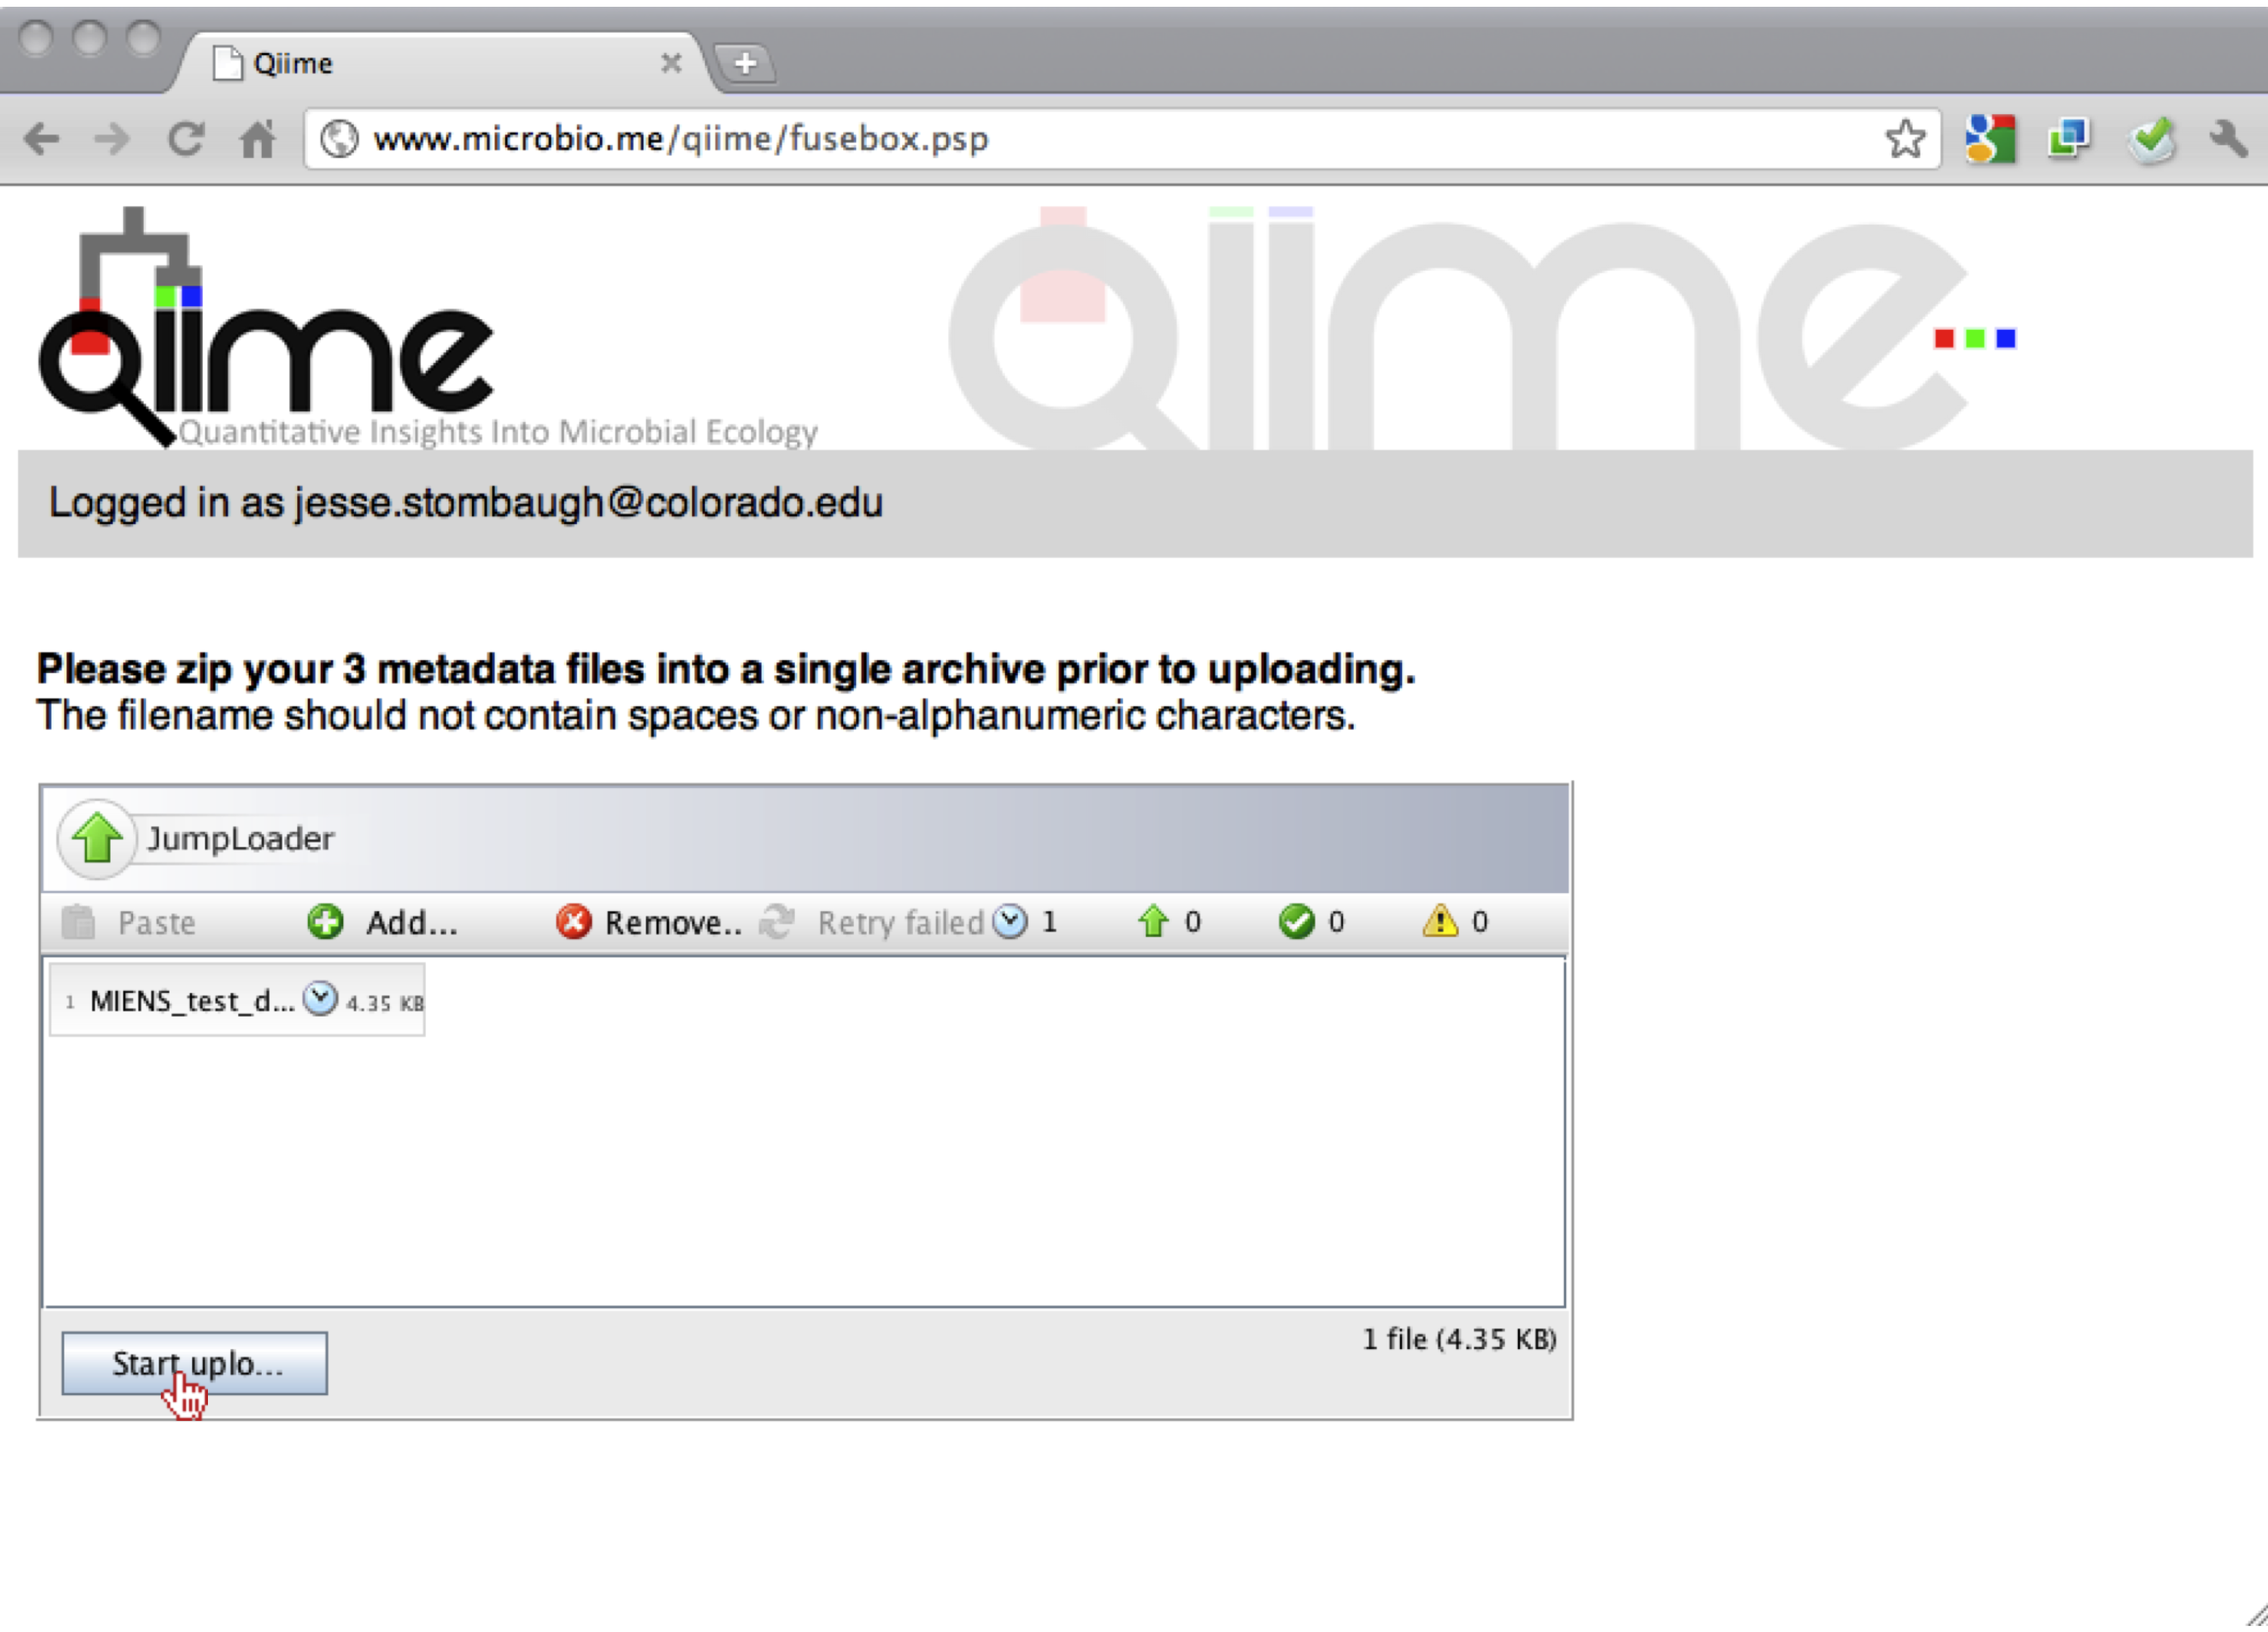 Qiime
www.microbio.me/qiime/fusebox.psp
Qiime
Qiime
Quantitative Insights Into Microbial Ecology
Logged in as jesse.stombaugh@colorado.edu
Please zip your 3 metadata files into a single archive prior to uploading.
The filename should not contain spaces or non-alphanumeric characters.
JumpLoader
Paste Add... Remove.. Retry failed 1 0 0 0
1 MIENS_test_d... 4.35 KB
1 file (4.35 KB)
Start uplo...